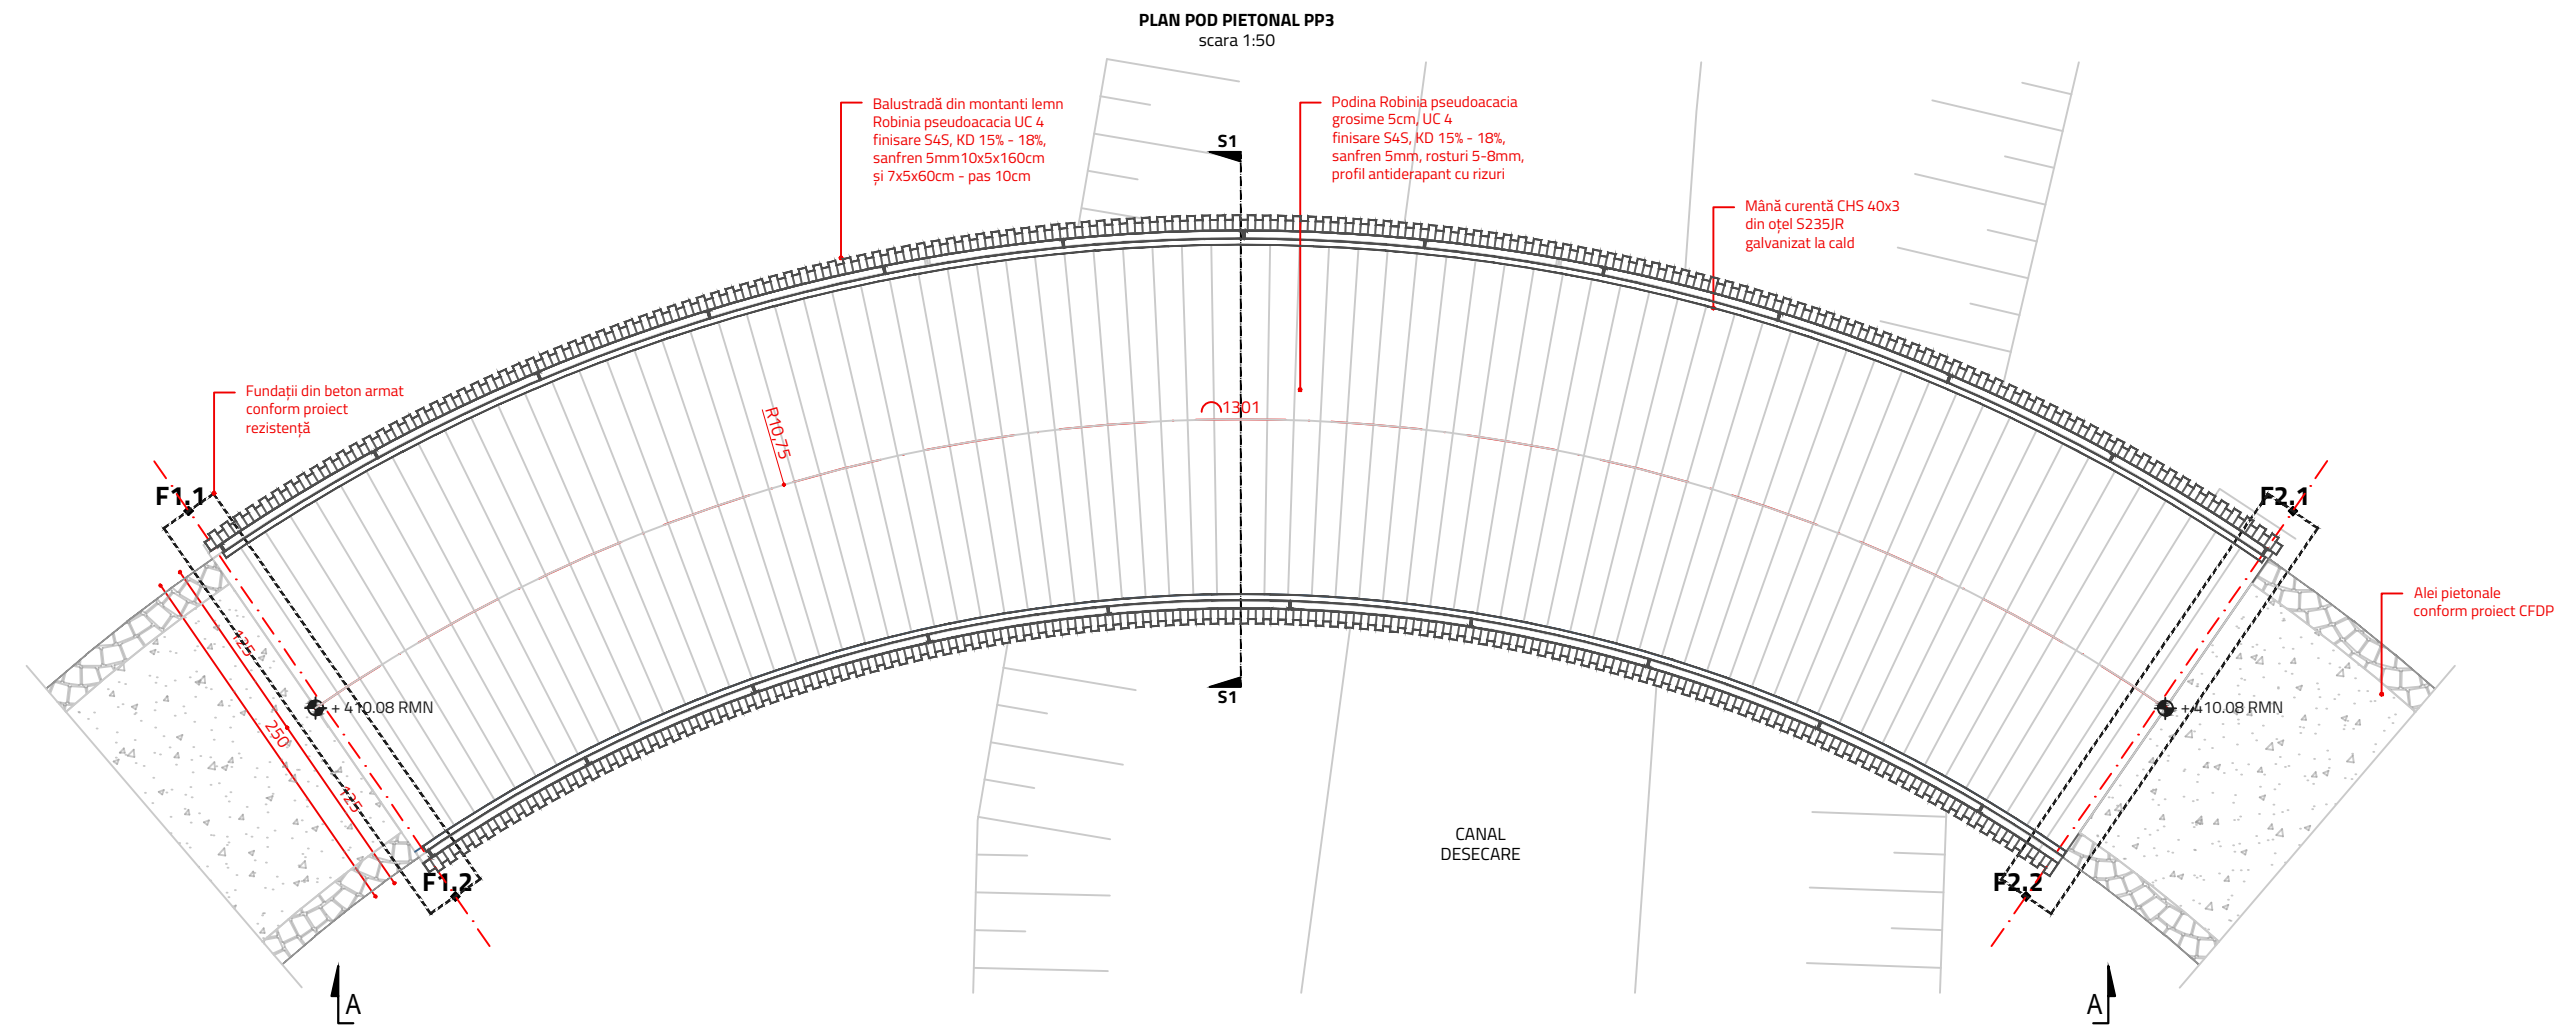 PLAN POD PIETONAL PP3
scara 1:50
Balustradă din montanti lemn
Robinia pseudoacacia UC 4
finisare S4S, KD 15% - 18%,
sanfren 5mm10x5x160cm
și 7x5x60cm - pas 10cm
Podina Robinia pseudoacacia
grosime 5cm, UC 4
finisare S4S, KD 15% - 18%,
sanfren 5mm, rosturi 5-8mm,
profil antiderapant cu rizuri
S1
Mână curentă CHS 40x3
din oțel S235JR
galvanizat la cald
Fundații din beton armat
conform proiect
rezistență
1301
R10,75
F1.1
F2.1
Alei pietonale
conform proiect CFDP
125
250
125
+ 410.08 RMN
+ 410.08 RMN
S1
CANAL
DESECARE
F1.2
F2.2
A
A